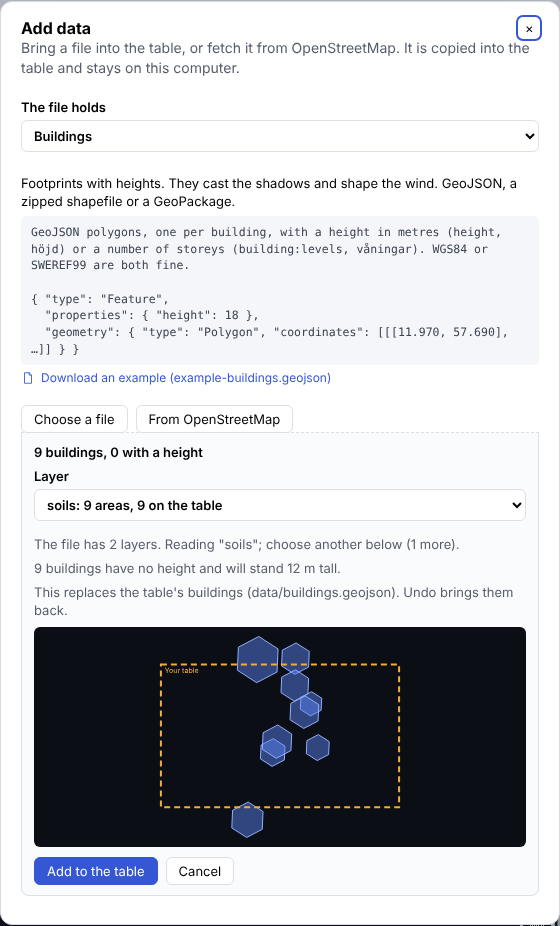 Add data
×
Bring a file into the table, or fetch it from OpenStreetMap. It is copied into the
table and stays on this computer.
The file holds
Buildings
Footprints with heights. They cast the shadows and shape the wind. GeoJSON, a
zipped shapefile or a GeoPackage.
GeoJSON polygons, one per building, with a height in metres (height,
höjd) or a number of storeys (building:levels, våningar). WGS84 or
SWEREF99 are both fine.
{ "type": "Feature",
"properties": { "height": 18 },
"geometry": { "type": "Polygon", "coordinates": [[[11.970, 57.690],
…]] } }
Download an example (example-buildings.geojson)
Choose a file
From OpenStreetMap
9 buildings, 0 with a height
Layer
soils: 9 areas, 9 on the table
The file has 2 layers. Reading "soils"; choose another below (1 more).
9 buildings have no height and will stand 12 m tall.
This replaces the table's buildings (data/buildings.geojson). Undo brings them
back.
Your table
Add to the table
Cancel